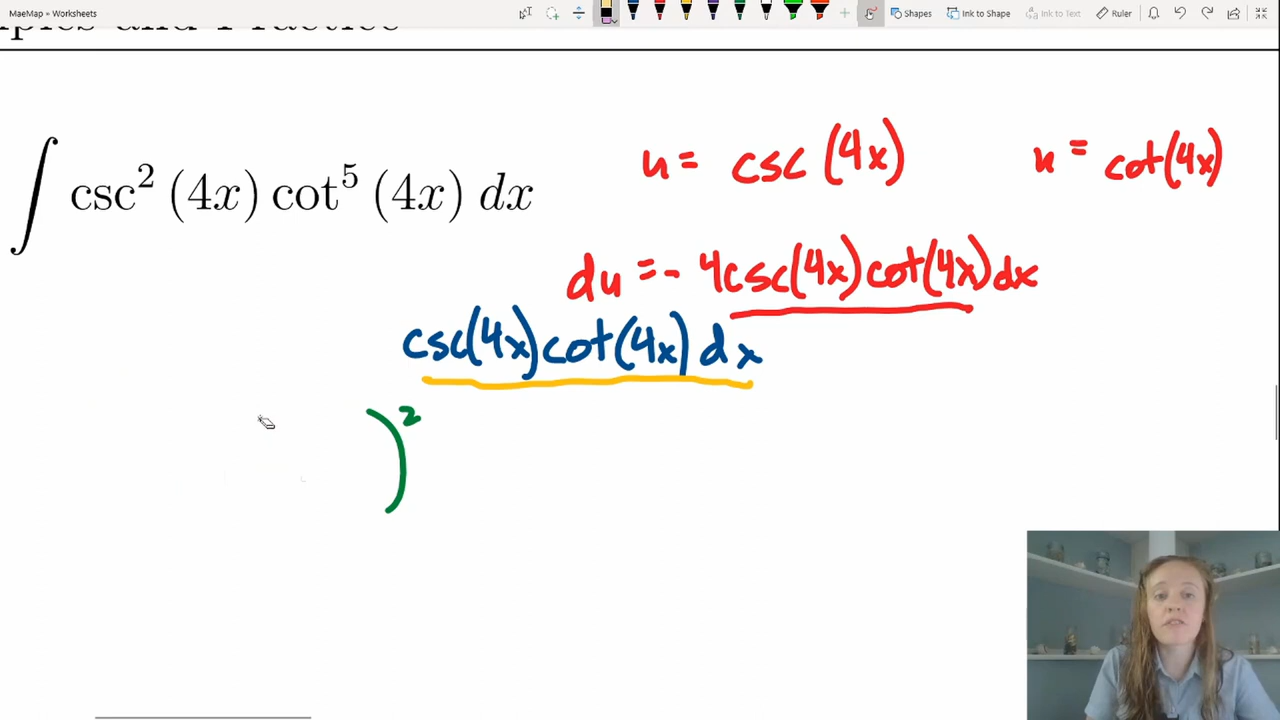 MaeMap » Worksheets
Shapes
Ink to Shape
Ink to Text
Ruler
∫ csc² (4x) cot⁵ (4x) dx
u = csc (4x)
u = cot(4x)
du = - 4csc(4x)cot(4x)dx
csc(4x)cot(4x) dx
)²